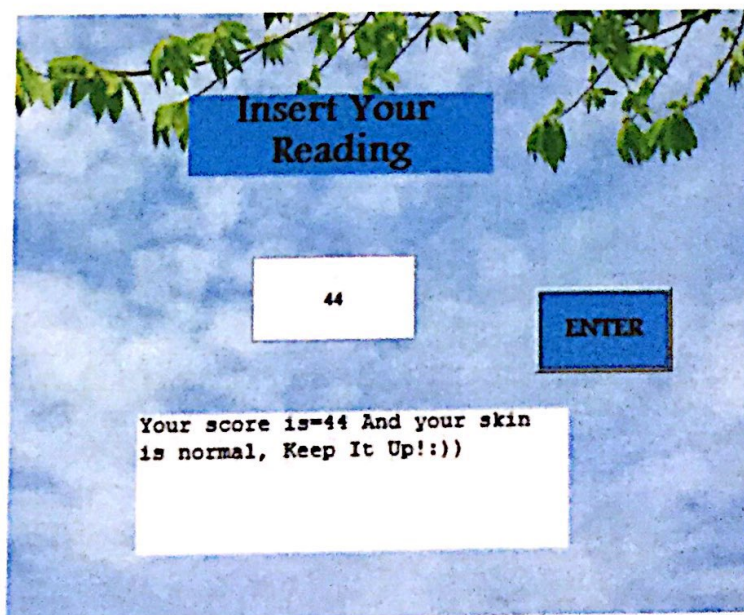 Insert Your
Reading
44
ENTER
Your score is=44 And your skin
is normal, Keep It Up!:))